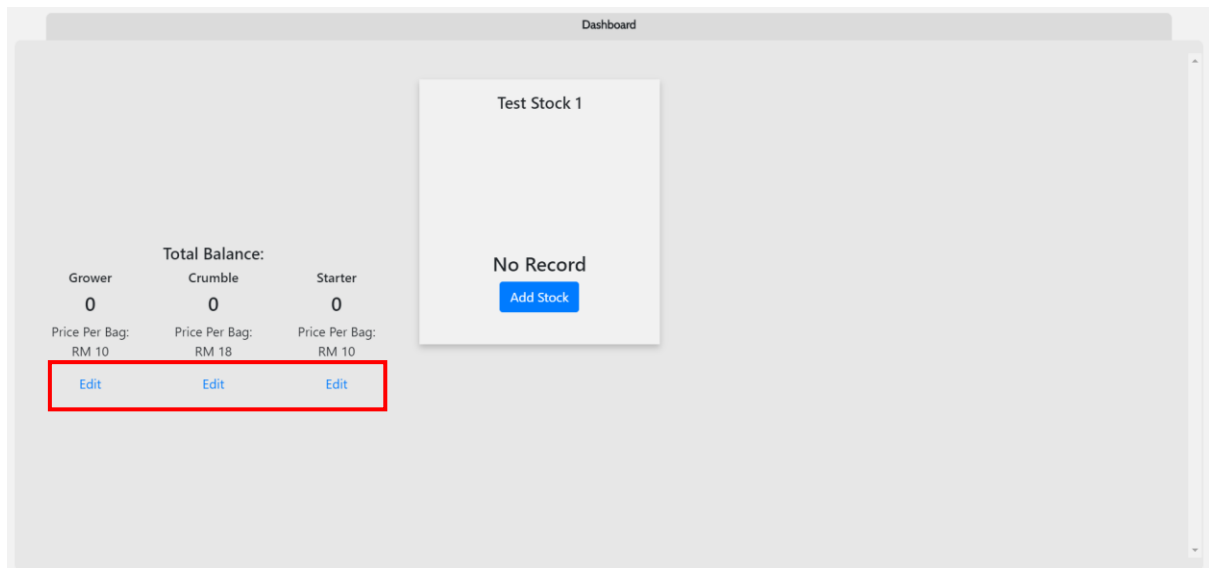 Dashboard
Total Balance:
Grower Crumble Starter
0 0 0
Price Per Bag: Price Per Bag: Price Per Bag:
RM 10 RM 18 RM 10
Edit Edit Edit
Test Stock 1
No Record
Add Stock